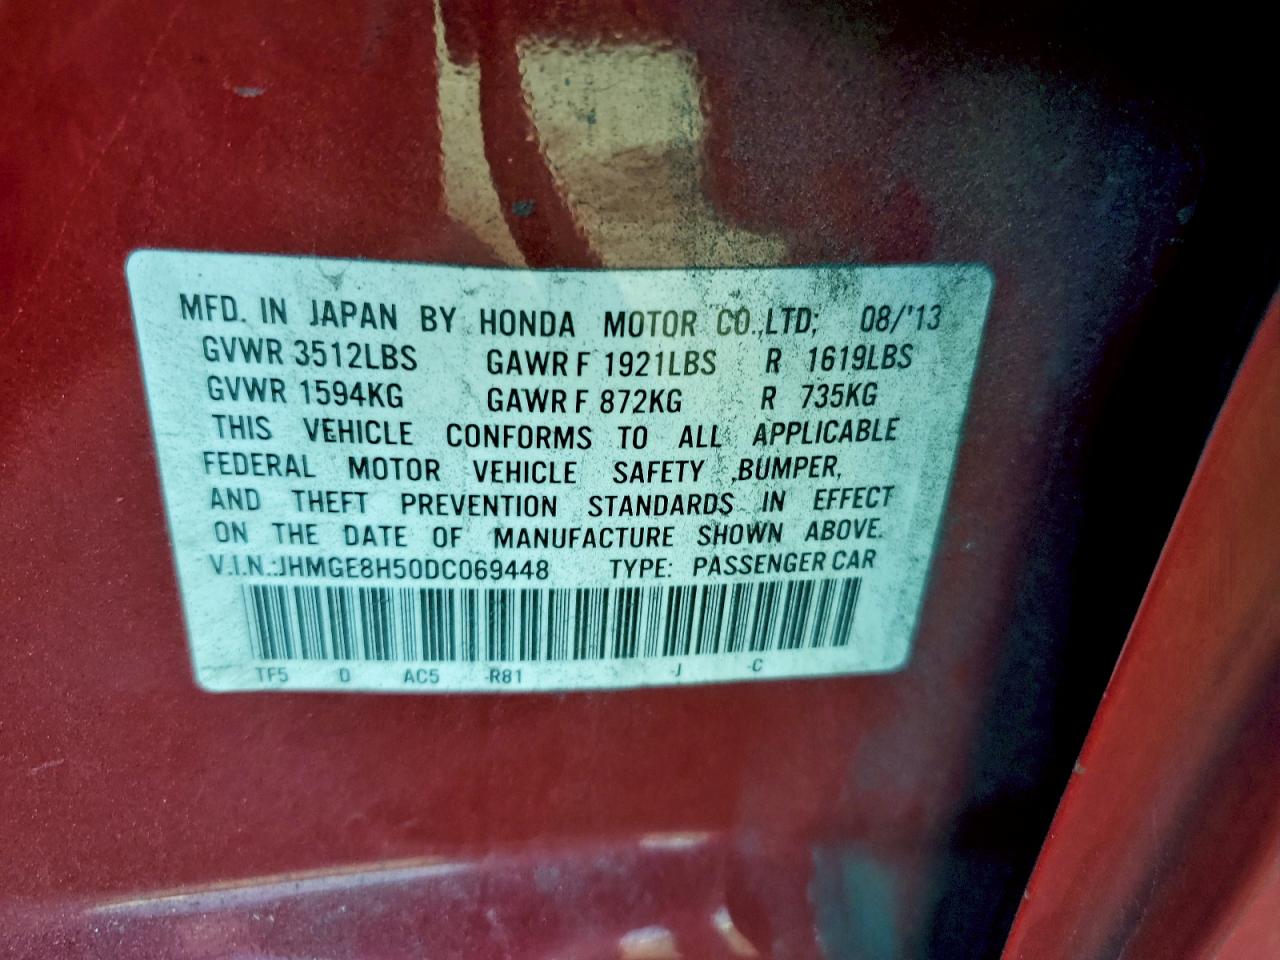 MFD. IN JAPAN BY HONDA MOTOR CO.,LTD; 08/'13
GVWR 3512LBS GAWR F 1921LBS R 1619LBS
GVWR 1594KG GAWR F 872KG R 735KG
THIS VEHICLE CONFORMS TO ALL APPLICABLE
FEDERAL MOTOR VEHICLE SAFETY ,BUMPER,
AND THEFT PREVENTION STANDARDS IN EFFECT
ON THE DATE OF MANUFACTURE SHOWN ABOVE.
V.I.N.:JHMGE8H50DC069448 TYPE: PASSENGER CAR
TF5 D AC5 -R81 -J -C